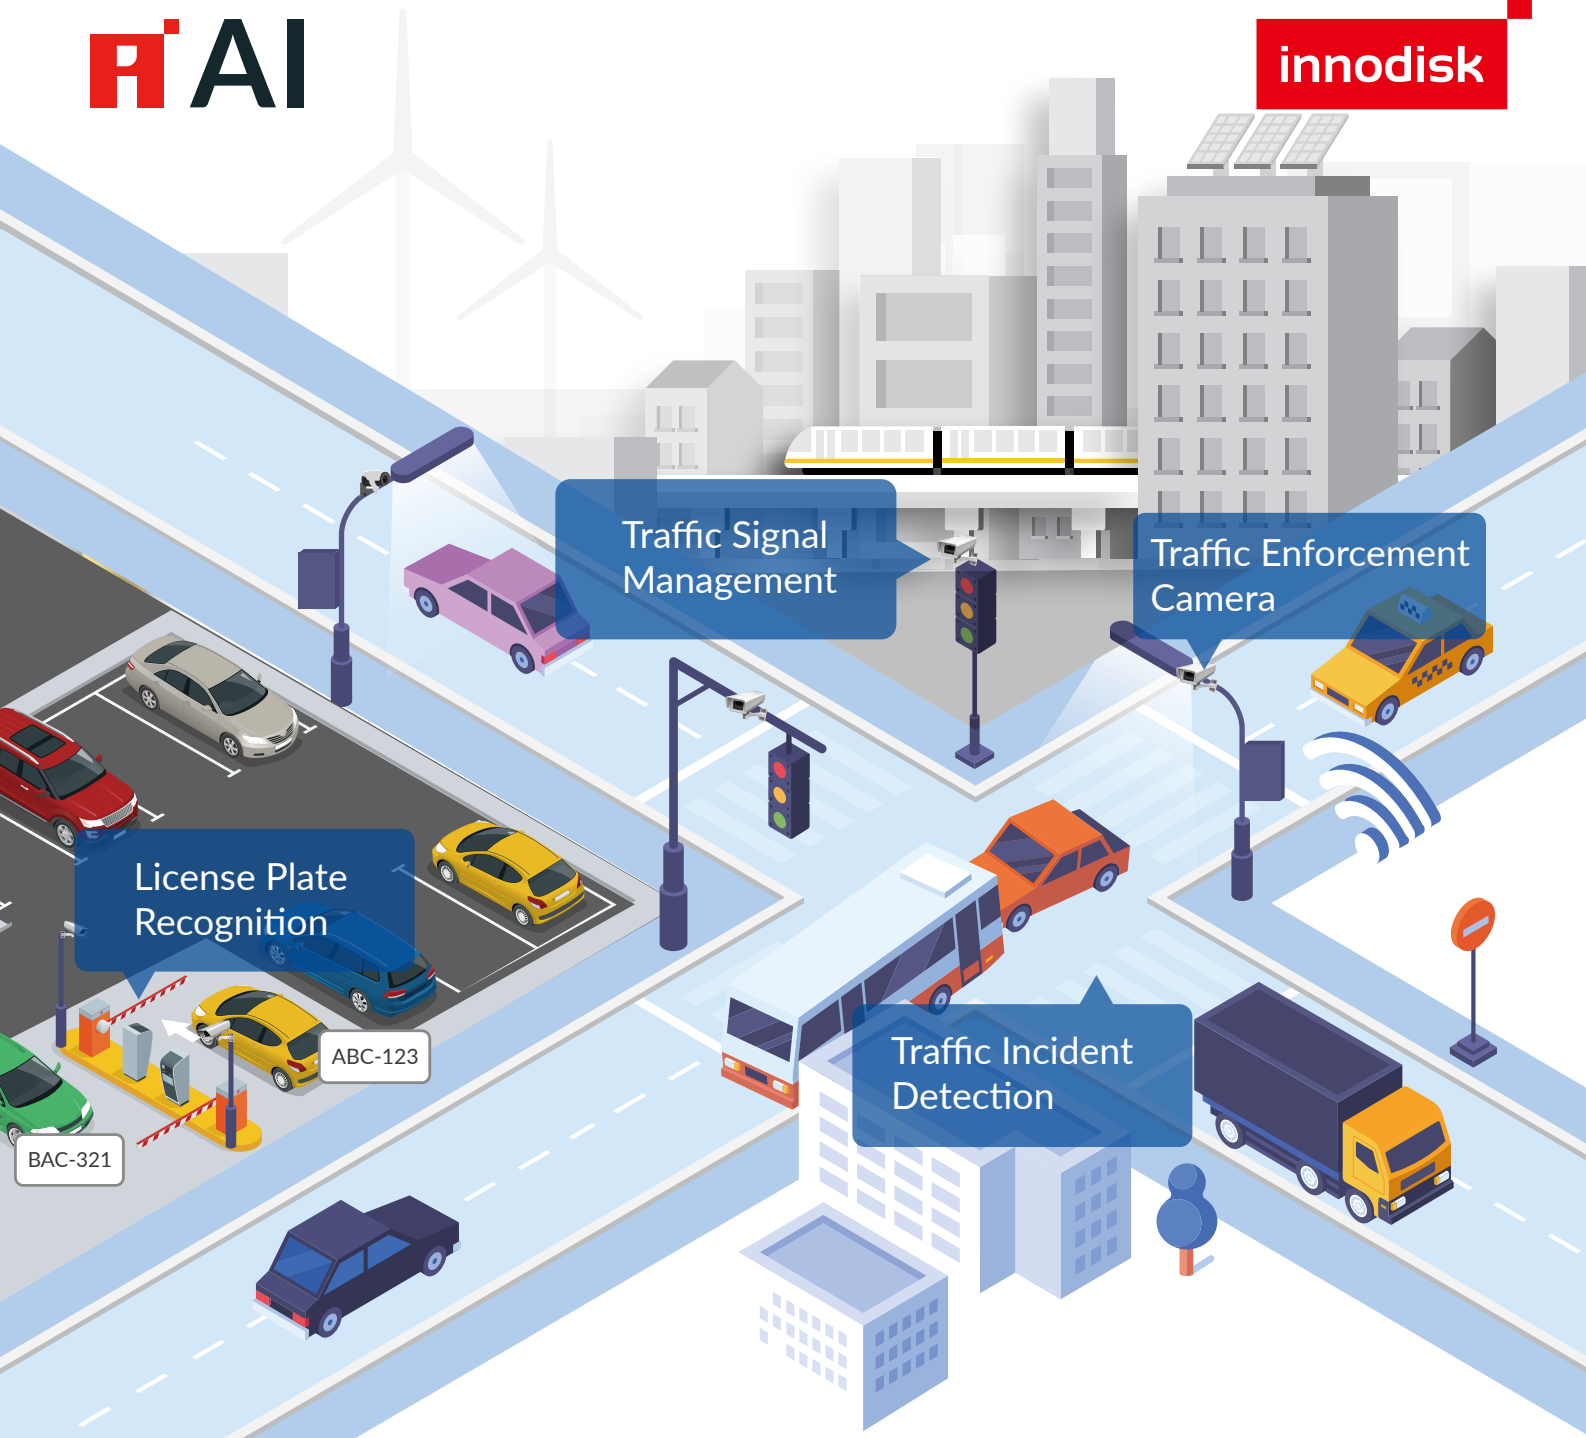 AI
innodisk
Traffic Signal
Management
Traffic Enforcement
Camera
License Plate
Recognition
ABC-123
BAC-321
Traffic Incident
Detection